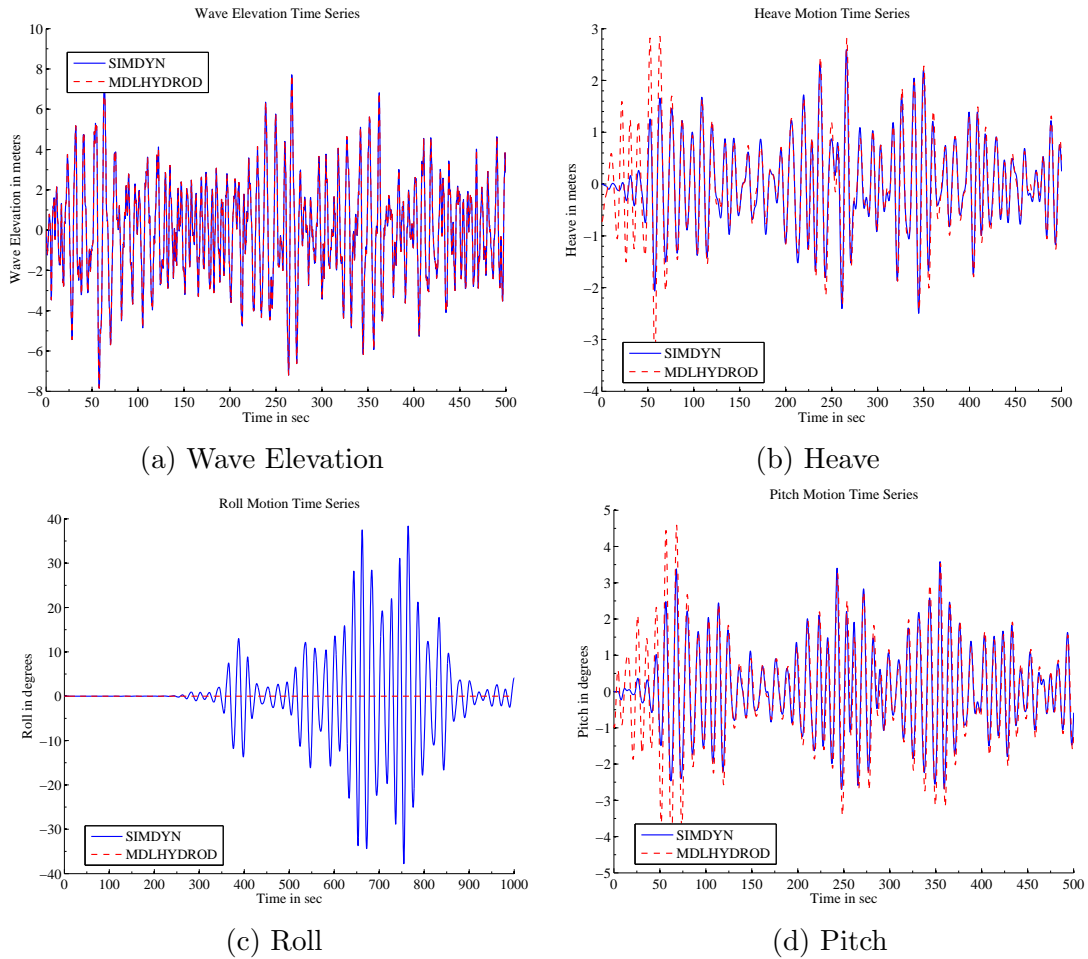 Wave Elevation Time Series
10
8
6
4
2
0
−2
−4
−6
−8
Wave Elevation in meters
SIMDYN
MDLHYDROD
0 50 100 150 200 250 300 350 400 450 500
Time in sec
(a) Wave Elevation
Heave Motion Time Series
3
2
1
0
−1
−2
−3
−4
Heave in meters
SIMDYN
MDLHYDROD
0 50 100 150 200 250 300 350 400 450 500
Time in sec
(b) Heave
Roll Motion Time Series
40
30
20
10
0
−10
−20
−30
−40
Roll in degrees
SIMDYN
MDLHYDROD
0 100 200 300 400 500 600 700 800 900 1000
Time in sec
(c) Roll
Pitch Motion Time Series
5
4
3
2
1
0
−1
−2
−3
−4
−5
Pitch in degrees
SIMDYN
MDLHYDROD
0 50 100 150 200 250 300 350 400 450 500
Time in sec
(d) Pitch